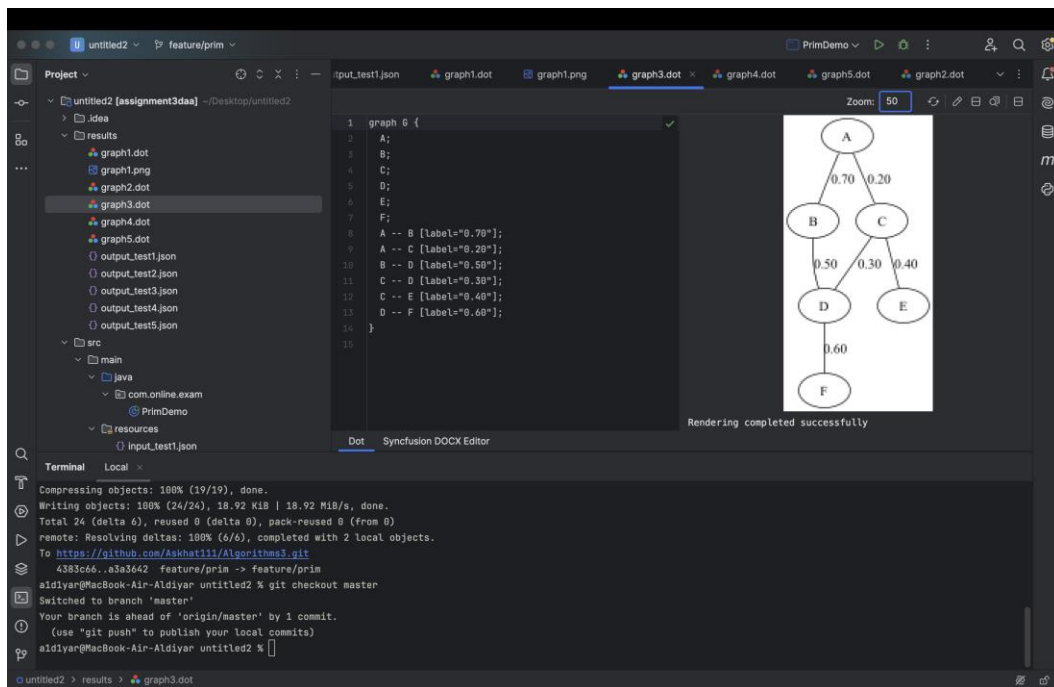 U untitled2 feature/prim PrimDemo
Project
tput_test1.json graph1.dot graph1.png graph3.dot graph4.dot graph5.dot graph2.dot
untitled2 [assignment3daa] ~/Desktop/untitled2
.idea
results
graph1.dot
graph1.png
graph2.dot
graph3.dot
graph4.dot
graph5.dot
output_test1.json
output_test2.json
output_test3.json
output_test4.json
output_test5.json
src
main
java
com.online.exam
PrimDemo
resources
input_test1.json
Zoom: 50
1 graph G {
2 A;
3 B;
4 C;
5 D;
6 E;
7 F;
8 A -- B [label="0.70"];
9 A -- C [label="0.20"];
10 B -- D [label="0.50"];
11 C -- D [label="0.30"];
12 C -- E [label="0.40"];
13 D -- F [label="0.60"];
14 }
15
A
0.70 0.20
B C
0.50 0.30 0.40
D E
0.60
F
Rendering completed successfully
Dot Syncfusion DOCX Editor
Terminal Local
Compressing objects: 100% (19/19), done.
Writing objects: 100% (24/24), 18.92 KiB | 18.92 MiB/s, done.
Total 24 (delta 6), reused 0 (delta 0), pack-reused 0 (from 0)
remote: Resolving deltas: 100% (6/6), completed with 2 local objects.
To https://github.com/Askhat111/Algorithms3.git
4383c66..a3a3642 feature/prim -> feature/prim
a1d1yar@MacBook-Air-Aldiyar untitled2 % git checkout master
Switched to branch 'master'
Your branch is ahead of 'origin/master' by 1 commit.
(use "git push" to publish your local commits)
a1d1yar@MacBook-Air-Aldiyar untitled2 %
untitled2 > results > graph3.dot